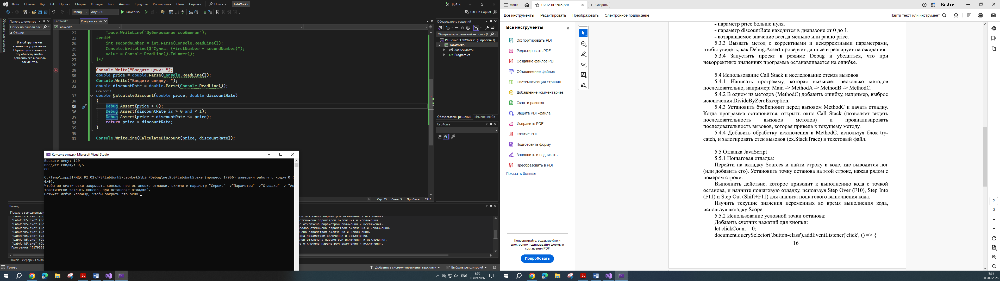 Файл Правка Вид Git Проект Сборка Отладка Тест Анализ Средства Расширения Окно Справка Поиск LabWork5
Войти
Debug Any CPU LabWork5 GitHub Copilot
Обозреватель серверов
Панель элементов
Поиск по панели элег
Общие
В этой группе нет
элементов управления.
Перетащите элемент в
эту область, чтобы
добавить его в панель
элементов.
LabWork5 Program.cs
LabWork5
22 Trace.WriteLine("Дублирование сообщения");
23 #endif
24 int secondNumber = int.Parse(Console.ReadLine());
25 Console.WriteLine($"Сумма: {firstNumber + secondNumber}");
26 value = Console.ReadLine().ToLower();
27 }*/
28
29 Console.Write("Введите цену: ");
30 double price = double.Parse(Console.ReadLine());
31 Console.Write("Введите скидку: ");
32 double discountRate = double.Parse(Console.ReadLine());
Ссылок: 1
33 double CalculateDiscount(double price, double discountRate)
34 {
35 Debug.Assert(price > 0);
36 Debug.Assert(discountRate is > 0 and < 1);
37 Debug.Assert(price * discountRate <= price);
38 return price * discountRate;
39 }
40
41 Console.WriteLine(CalculateDiscount(price, discountRate));
Стр: 35 Симв: 5 Пробелы CRLF
Обозреватель решений
Обозреватель решений — поиск (С
Решение "LabWork5" (1 проекта 1)
LabWork5
Зависимости
Program.cs
Обозреватель решений Изменения Git
Свойства
Консоль отладки Microsoft Visual Studio
Введите цену: 120
Введите скидку: 0,5
60
C:\Temp\ispp31\МДК 02.02\ЛР5\LabWork5\LabWork5\bin\Debug\net9.0\LabWork5.exe (процесс 17956) завершил работу с кодом 0 (
0x0).
Чтобы автоматически закрывать консоль при остановке отладки, включите параметр "Сервис" ->"Параметры" ->"Отладка" -> "Ав
томатически закрыть консоль при остановке отладки".
Нажмите любую клавишу, чтобы закрыть это окно:
Вывод
Показать выходные дан
"LabWork5.exe" (Co лов отключена параметром включения и исключения.
"LabWork5.exe" (Co отключена параметром включения и исключения.
"LabWork5.exe" (Co в отключена параметром включения и исключения.
"LabWork5.exe" (Co волов отключена параметром включения и исключения.
"LabWork5.exe" (Co чена параметром включения и исключения.
"LabWork5.exe" (Co ена параметром включения и исключения.
"LabWork5.exe" (Co олов отключена параметром включения и исключения.
"LabWork5.exe" (Co ов отключена параметром включения и исключения.
Программа "[17956]
Поиск Иерархия вызо
Готово Добавить в систему управления версиями Выбрать репозиторий
ENG 9:35
03.09.2026
Меню 0202 ЛР №5.pdf Создать Войти
Все инструменты Редактировать Преобразовать Электронное подписание Найти текст или инструмент
Все инструменты
Экспортировать PDF
Редактировать PDF
Создание файлов PDF
Объединение файлов
Систематизация страниц
Добавление комментариев
Скан. и распозн.
Защита PDF-файла
Исправить PDF
Сжатие PDF
Подготовить форму
Заполнить и подписать
Преобразовать в PDF
Показать больше
Конвертируйте, редактируйте и
электронно подписывайте формы и
соглашения PDF
Попробовать
- параметр price больше нуля.
- параметр discountRate находится в диапазоне от 0 до 1.
- возвращаемое значение всегда меньше или равно price.
5.3.3 Вызвать метод с корректными и некорректными параметрами,
чтобы увидеть, как Debug.Assert проверяет данные и реагирует на ожидания.
5.3.4 Запустить проект в режиме Debug и убедиться, что при
некорректных значениях программа останавливается на ошибке.
5.4 Использование Call Stack и исследование стеков вызовов
5.4.1 Написать программу, которая вызывает несколько методов
последовательно, например: Main -> MethodA -> MethodB -> MethodC.
5.4.2 В одном из методов (MethodC) добавить ошибку, например, выброс
исключения DivideByZeroException.
5.4.3 Установить брейкпоинт перед вызовом MethodC и начать отладку.
Когда программа остановится, открыть окно Call Stack (позволяет видеть
последовательность вызовов методов) и проанализировать
последовательность вызовов, которая привела к текущему методу.
5.4.4 Добавить обработку исключения в MethodC, используя блок try-
catch, и залогировать стек вызовов (ex.StackTrace) в текстовый файл.
5.5 Отладка JavaScript
5.5.1 Пошаговая отладка:
Перейти на вкладку Sources и найти строку в коде, где выводится лог
(или добавить его). Установить точку останова на этой строке, нажав рядом с
номером строки.
Выполнить действие, которое приводит к выполнению кода с точкой
останова, и начните пошаговую отладку, используя Step Over (F10), Step Into
(F11) и Step Out (Shift+F11) для анализа пошагового выполнения кода.
Изучить текущие значения переменных во время выполнения кода,
используя вкладку Scope.
5.5.2 Использование условной точки останова:
Добавить счетчик нажатий для кнопки:
let clickCount = 0;
document.querySelector('.button-class').addEventListener('click', () => {
16
2
3
9:35
03.09.2026